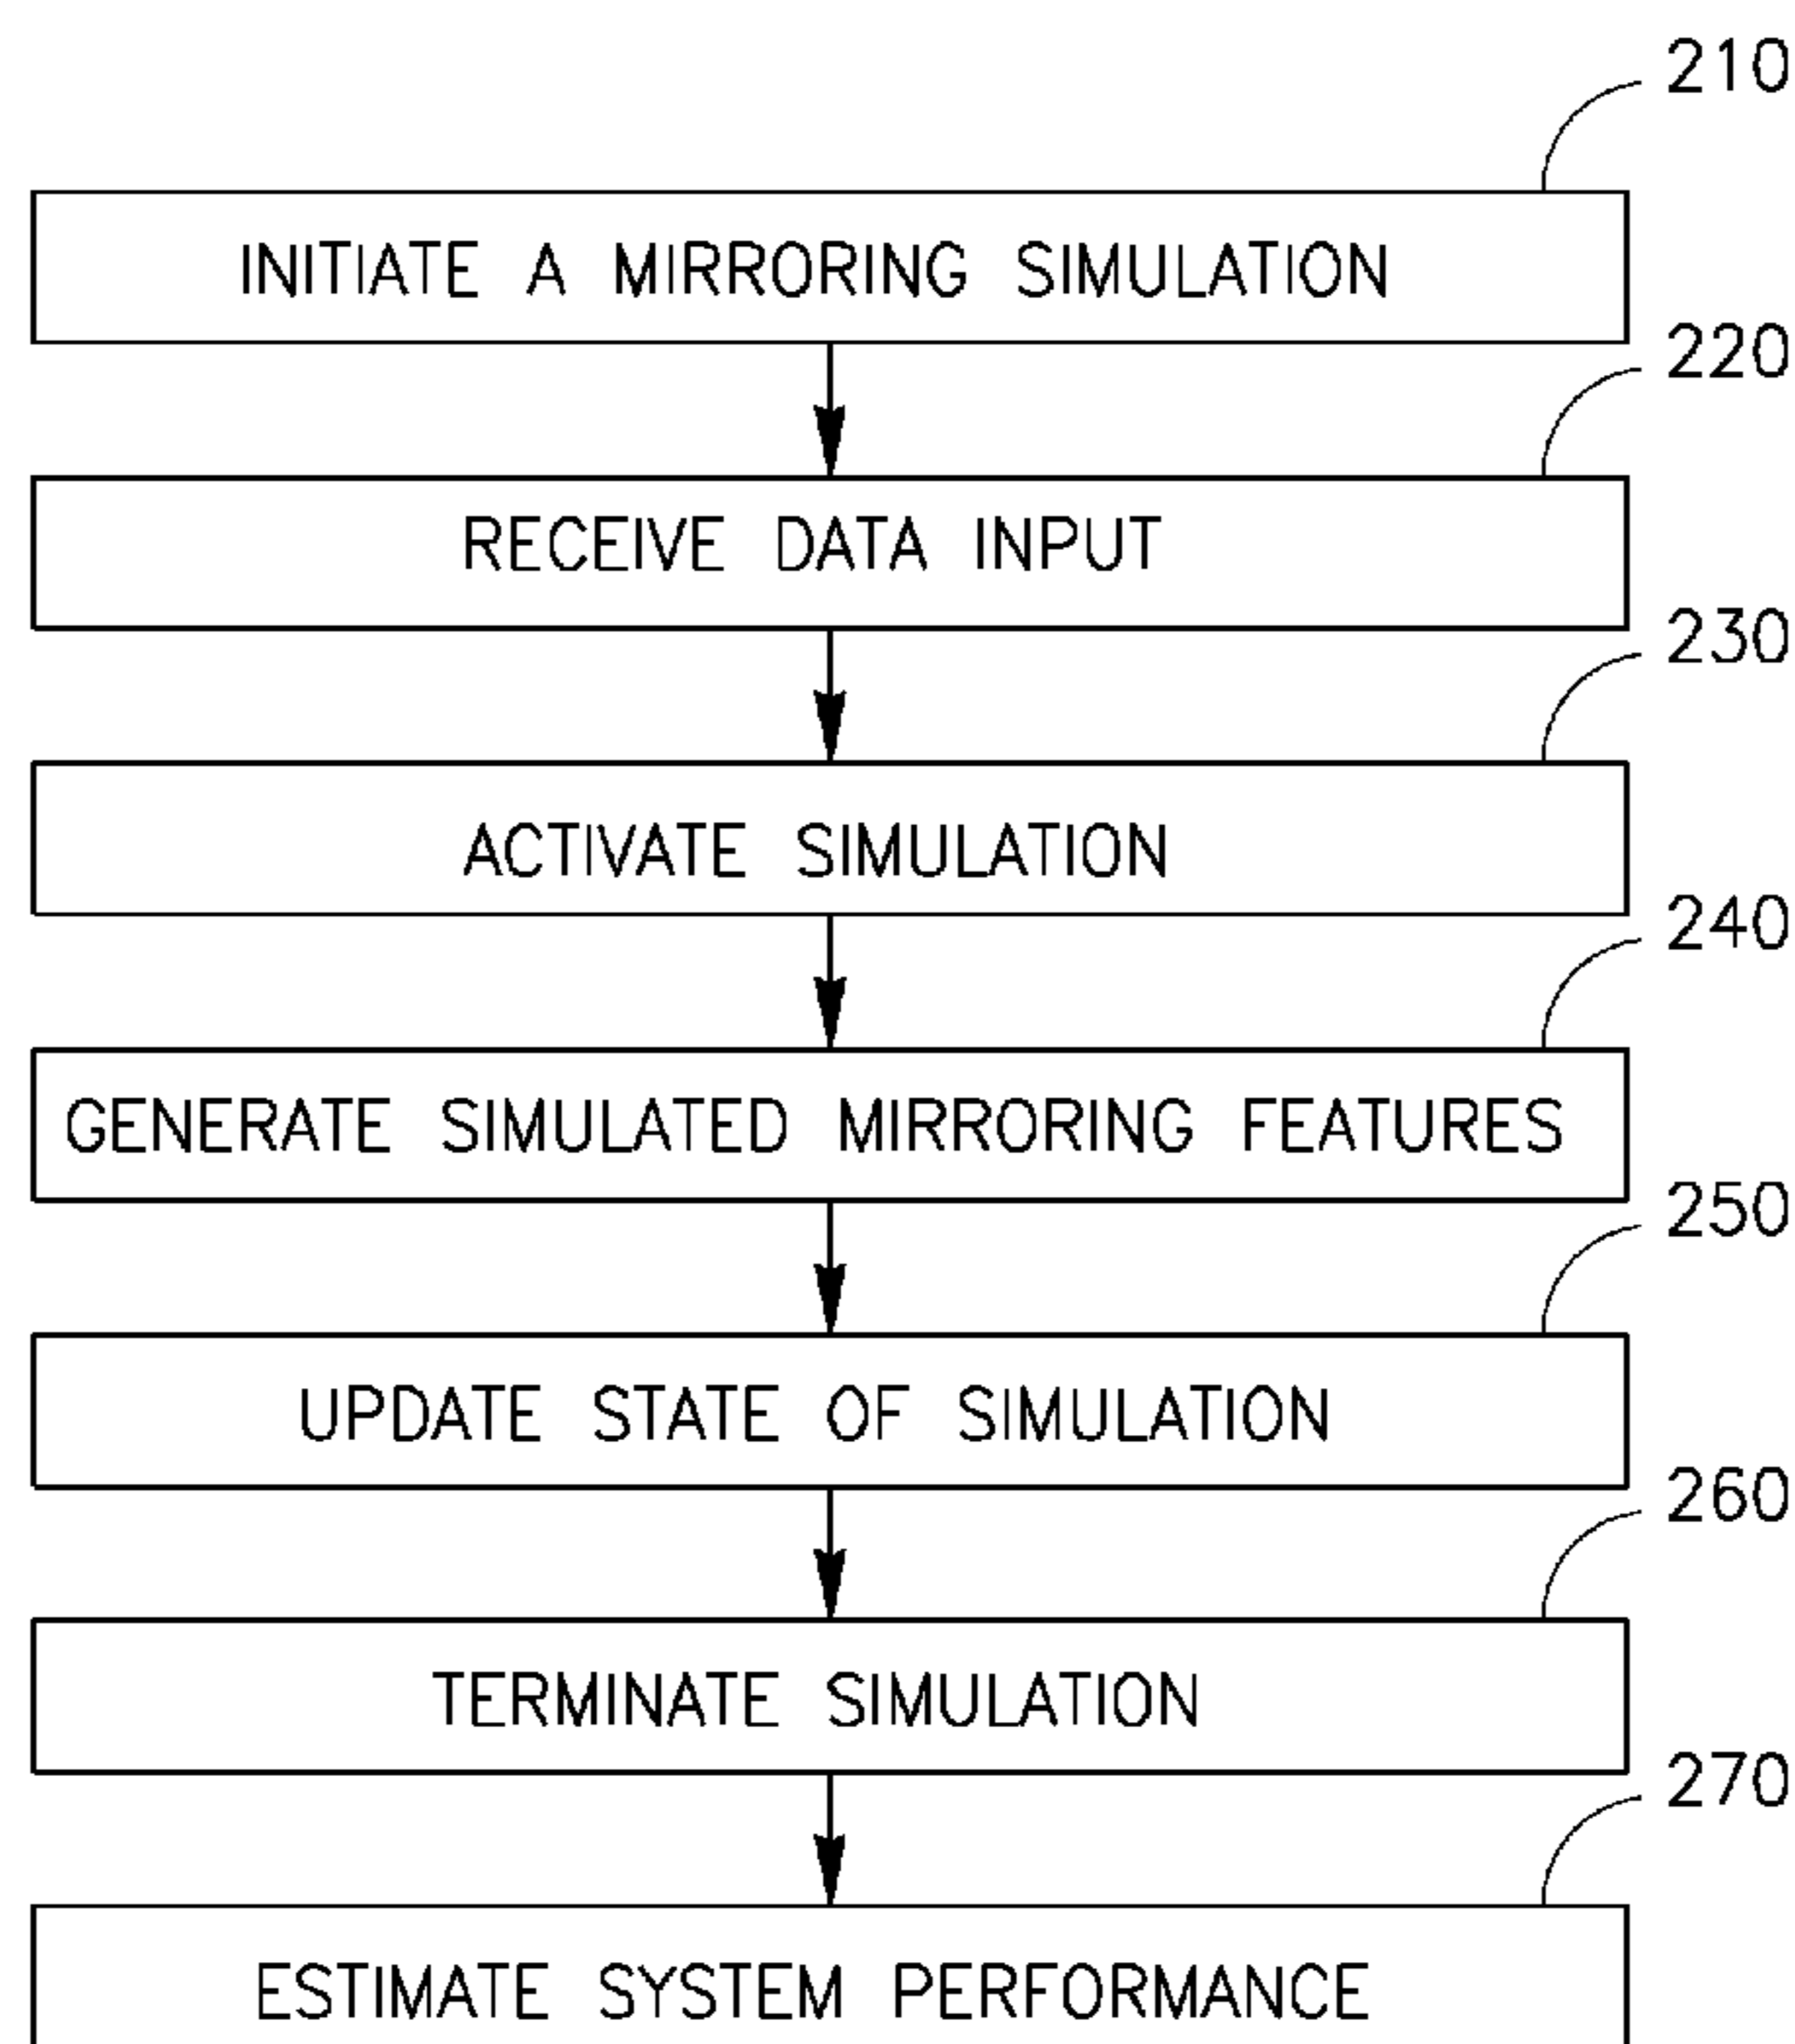 210
INITIATE A MIRRORING SIMULATION
220
RECEIVE DATA INPUT
230
ACTIVATE SIMULATION
240
GENERATE SIMULATED MIRRORING FEATURES
250
UPDATE STATE OF SIMULATION
260
TERMINATE SIMULATION
270
ESTIMATE SYSTEM PERFORMANCE